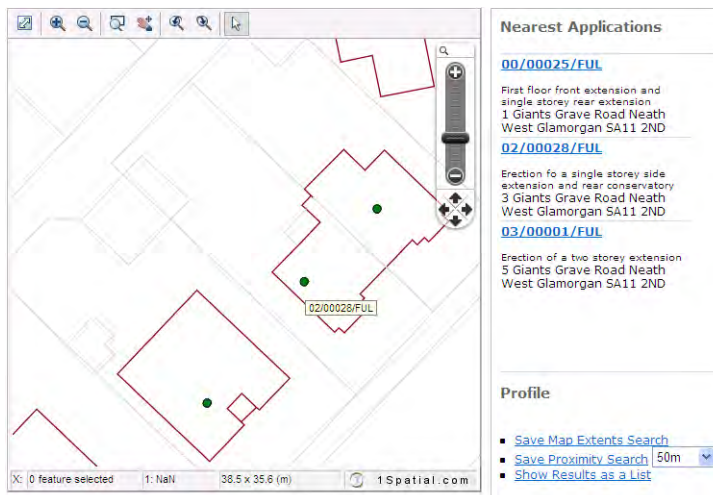 Nearest Applications
00/00025/FUL
First floor front extension and
single storey rear extension
1 Giants Grave Road Neath
West Glamorgan SA11 2ND
02/00028/FUL
Erection fo a single storey side
extension and rear conservatory
3 Giants Grave Road Neath
West Glamorgan SA11 2ND
03/00001/FUL
Erection of a two storey extension
5 Giants Grave Road Neath
West Glamorgan SA11 2ND
02/00028/FUL
Profile
Save Map Extents Search
Save Proximity Search 50m
Show Results as a List
X: 0 feature selected 1: NaN 38.5 x 35.6 (m) 1Spatial.com